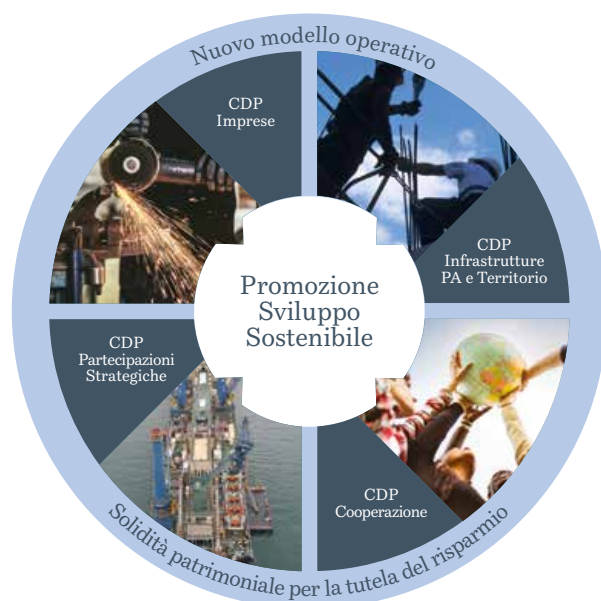 Nuovo modello operativo
CDP
Imprese
CDP
Infrastrutture
PA e Territorio
Promozione
Sviluppo
Sostenibile
CDP
Partecipazioni
Strategiche
CDP
Cooperazione
Solidità patrimoniale per la tutela del risparmio